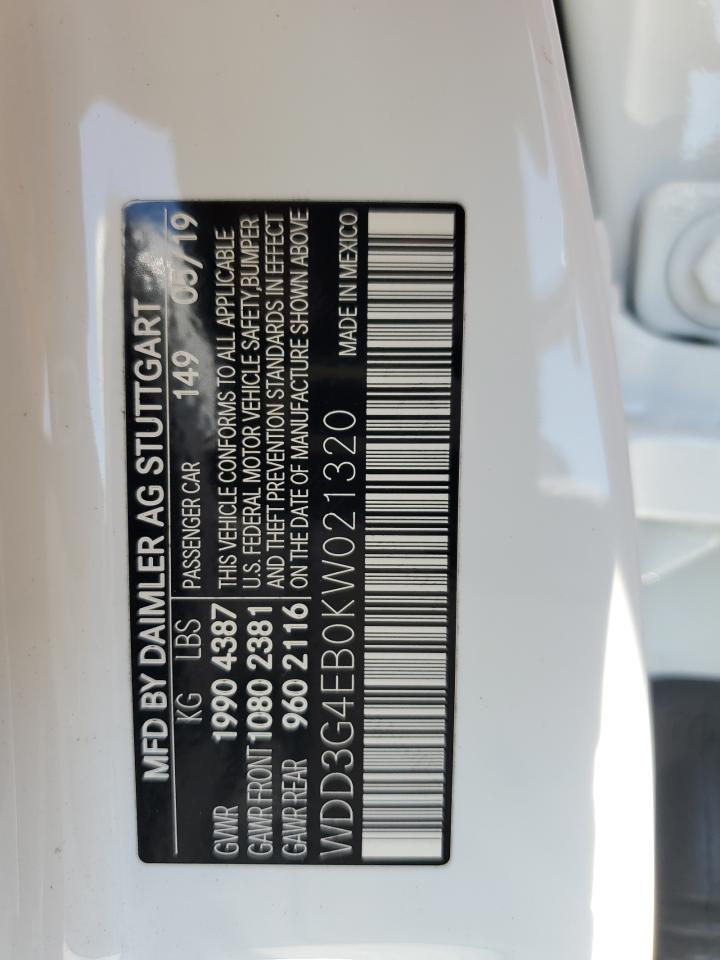 MFD BY DAIMLER AG STUTTGART
KG LBS PASSENGER CAR 149 05/19
GVWR 1990 4387 THIS VEHICLE CONFORMS TO ALL APPLICABLE
GAWR FRONT 1080 2381 U.S. FEDERAL MOTOR VEHICLE SAFETY,BUMPER
GAWR REAR 960 2116 AND THEFT PREVENTION STANDARDS IN EFFECT
ON THE DATE OF MANUFACTURE SHOWN ABOVE
WDD3G4EB0KW021320 MADE IN MEXICO